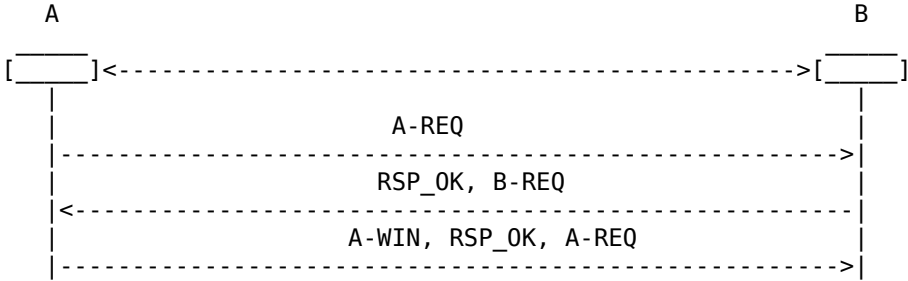 A B
A-REQ
RSP_OK, B-REQ
A-WIN, RSP_OK, A-REQ